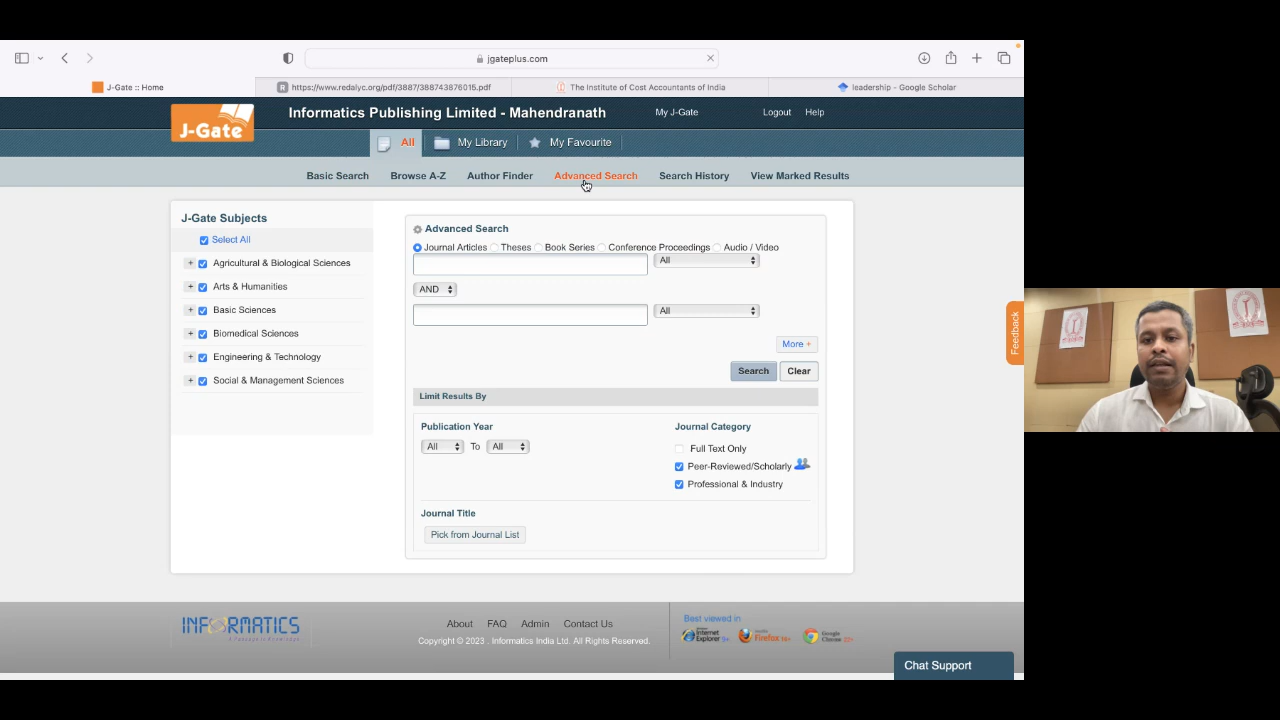 jgateplus.com
J-Gate :: Home
https://www.redalyc.org/pdf/3887/388743876015.pdf
The Institute of Cost Accountants of India
leadership - Google Scholar
J-Gate
Informatics Publishing Limited - Mahendranath
My J-Gate
Logout
Help
All
My Library
My Favourite
Basic Search
Browse A-Z
Author Finder
Advanced Search
Search History
View Marked Results
J-Gate Subjects
Select All
Agricultural & Biological Sciences
Arts & Humanities
Basic Sciences
Biomedical Sciences
Engineering & Technology
Social & Management Sciences
Advanced Search
Journal Articles
Theses
Book Series
Conference Proceedings
Audio / Video
All
AND
All
More +
Search
Clear
Limit Results By
Publication Year
All To All
Journal Category
Full Text Only
Peer-Reviewed/Scholarly
Professional & Industry
Journal Title
Pick from Journal List
Feedback
INFORMATICS
About
FAQ
Admin
Contact Us
Copyright © 2023 . Informatics India Ltd. All Rights Reserved.
Best viewed in
Internet Explorer
Firefox
Google Chrome
Chat Support